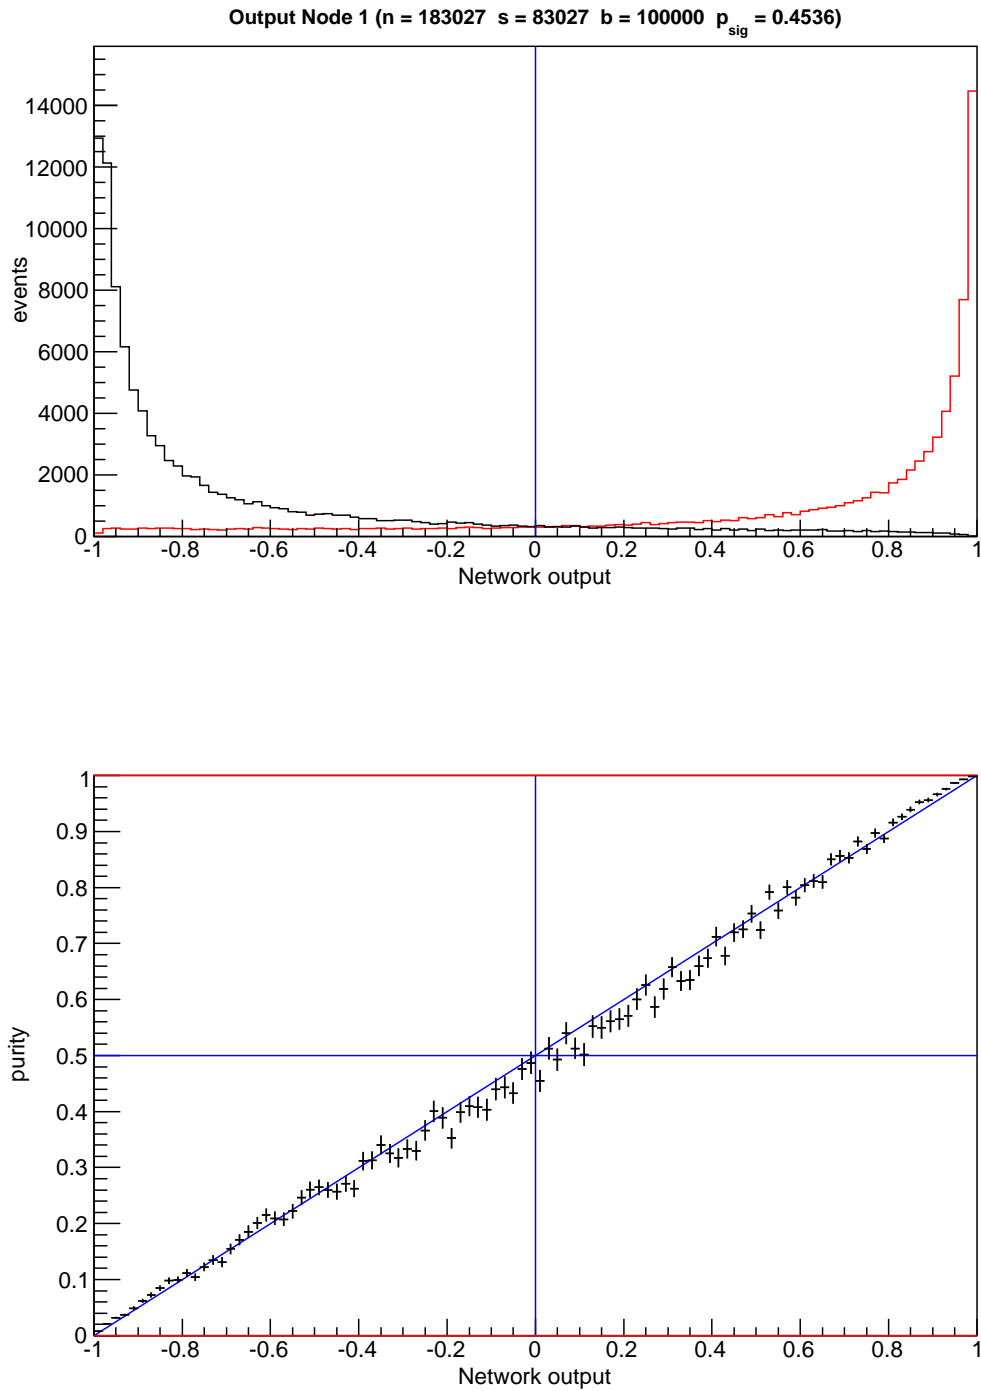 Output Node 1 (n = 183027 s = 83027 b = 100000 p_sig = 0.4536)
14000
12000
10000
8000
6000
4000
2000
0
events
-1 -0.8 -0.6 -0.4 -0.2 0 0.2 0.4 0.6 0.8 1
Network output
1
0.9
0.8
0.7
0.6
0.5
0.4
0.3
0.2
0.1
0
purity
-1 -0.8 -0.6 -0.4 -0.2 0 0.2 0.4 0.6 0.8 1
Network output